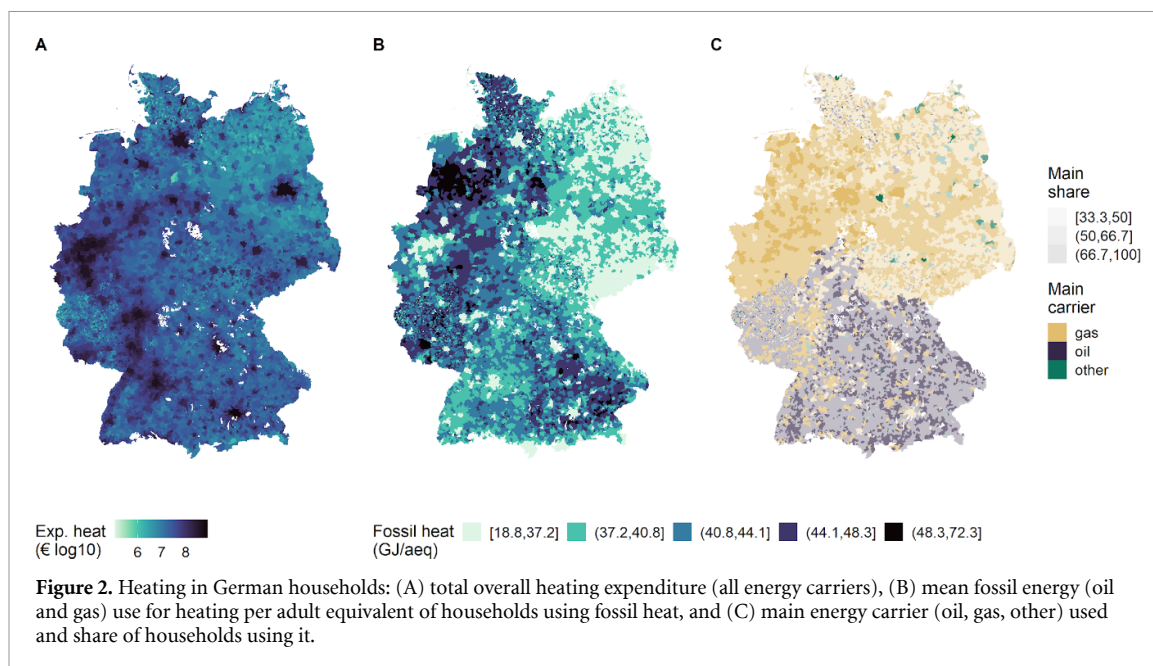 A
B
C
Main
share
[33.3,50]
(50,66.7]
(66.7,100]
Main
carrier
gas
oil
other
Exp. heat
(€ log10)
6 7 8
Fossil heat
(GJ/aeq)
[18.8,37.2]
(37.2,40.8]
(40.8,44.1]
(44.1,48.3]
(48.3,72.3]
Figure 2. Heating in German households: (A) total overall heating expenditure (all energy carriers), (B) mean fossil energy (oil
and gas) use for heating per adult equivalent of households using fossil heat, and (C) main energy carrier (oil, gas, other) used
and share of households using it.